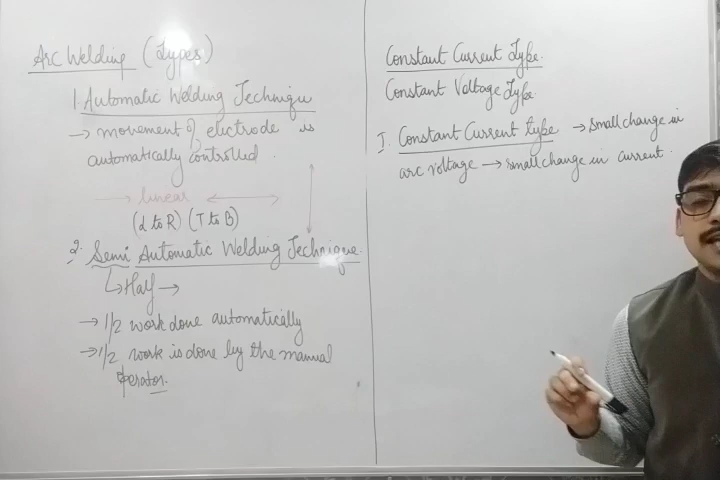 Arc Welding (Types)
1. Automatic Welding Techniqu
→ movement of electrode is
automatically controlled.
→ linear ↔
(L to R) (T to B)
2. Semi Automatic Welding Technique.
↳ Half →
→ 1/2 work done automatically
→ 1/2 work is done by the manual
operator.
Constant Current Type.
Constant Voltage Type.
I. Constant Current type → small change in
arc voltage → small change in current.